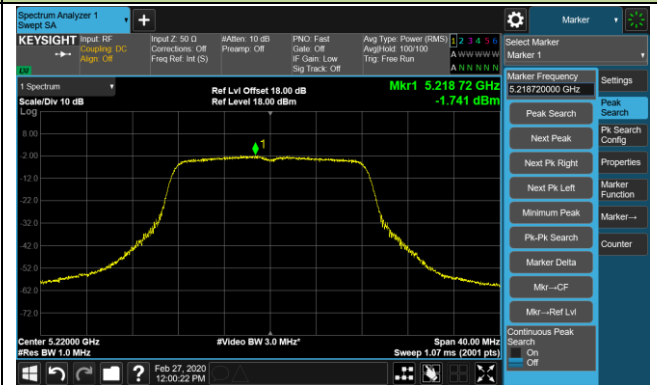 Spectrum Analyzer 1
Swept SA
Marker
KEYSIGHT
Input: RF
Coupling: DC
Align: Off
Input Z: 50 Ω
Corrections: Off
Freq Ref: Int (S)
#Atten: 10 dB
Preamp: Off
PNO: Fast
Gate: Off
IF Gain: Low
Sig Track: Off
Avg Type: Power (RMS)
Avg|Hold: 100/100
Trig: Free Run
1 2 3 4 5 6
A W W W W W
A N N N N N
Select Marker
Marker 1
1 Spectrum
Scale/Div 10 dB
Log
Ref Lvl Offset 18.00 dB
Ref Level 18.00 dBm
Mkr1 5.218 72 GHz
-1.741 dBm
8.00
-2.00
-12.0
-22.0
-32.0
-42.0
-52.0
-62.0
-72.0
1
Center 5.22000 GHz
#Res BW 1.0 MHz
#Video BW 3.0 MHz*
Span 40.00 MHz
Sweep 1.07 ms (2001 pts)
Marker Frequency
5.218720000 GHz
Peak Search
Next Peak
Next Pk Right
Next Pk Left
Minimum Peak
Pk-Pk Search
Marker Delta
Mkr→CF
Mkr→Ref Lvl
Continuous Peak
Search
On
Off
Settings
Peak
Search
Pk Search
Config
Properties
Marker
Function
Marker→
Counter
Feb 27, 2020
12:00:22 PM